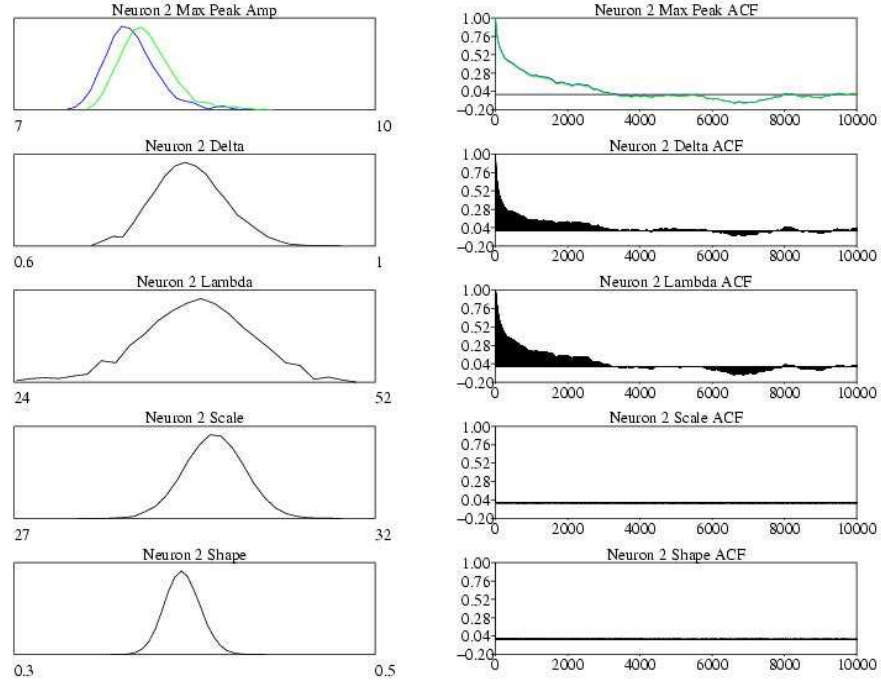 Neuron 2 Max Peak Amp
7 10
Neuron 2 Delta
0.6 1
Neuron 2 Lambda
24 52
Neuron 2 Scale
27 32
Neuron 2 Shape
0.3 0.5
Neuron 2 Max Peak ACF
1.00
0.76
0.52
0.28
0.04
−0.20
0 2000 4000 6000 8000 10000
Neuron 2 Delta ACF
1.00
0.76
0.52
0.28
0.04
−0.20
0 2000 4000 6000 8000 10000
Neuron 2 Lambda ACF
1.00
0.76
0.52
0.28
0.04
−0.20
0 2000 4000 6000 8000 10000
Neuron 2 Scale ACF
1.00
0.76
0.52
0.28
0.04
−0.20
0 2000 4000 6000 8000 10000
Neuron 2 Shape ACF
1.00
0.76
0.52
0.28
0.04
−0.20
0 2000 4000 6000 8000 10000